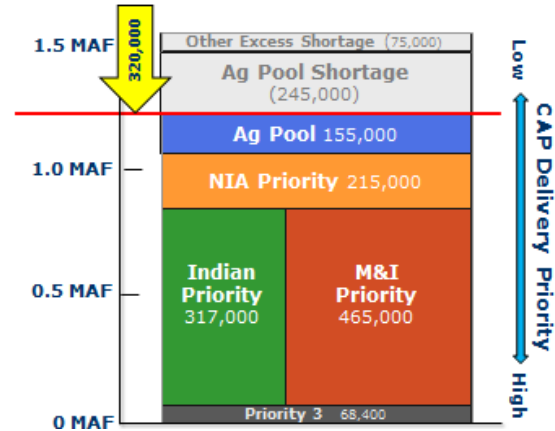 1.5 MAF
320,000
Other Excess Shortage (75,000)
Ag Pool Shortage
(245,000)
Ag Pool 155,000
1.0 MAF
NIA Priority 215,000
Indian
Priority
317,000
M&I
Priority
465,000
0.5 MAF
Priority 3 68,400
0 MAF
Low
CAP Delivery Priority
High